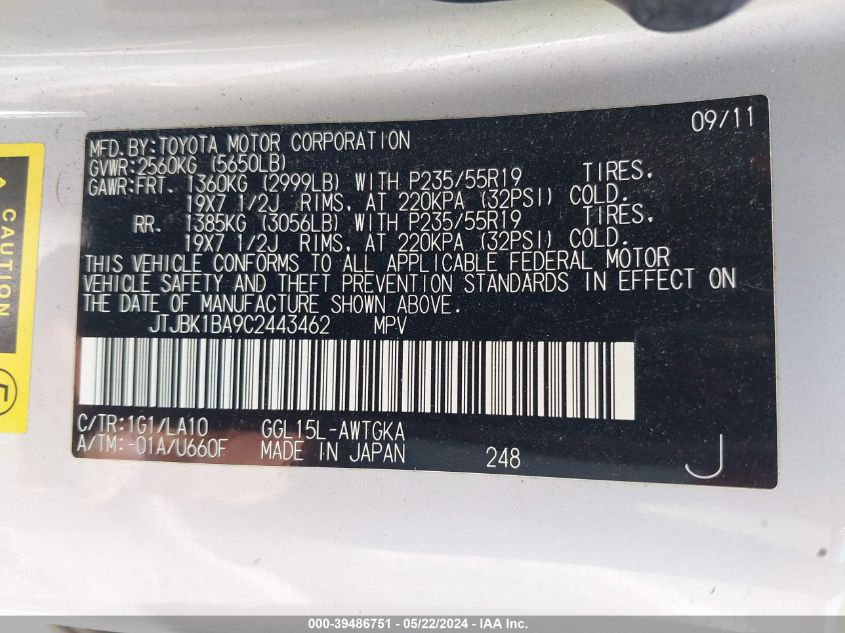 09/11
MFD.BY:TOYOTA MOTOR CORPORATION
GVWR:2560KG (5650LB)
GAWR:FRT. 1360KG (2999LB) WITH P235/55R19 TIRES,
19X7 1/2J RIMS, AT 220KPA (32PSI) COLD.
RR. 1385KG (3056LB) WITH P235/55R19 TIRES,
19X7 1/2J RIMS, AT 220KPA (32PSI) COLD.
THIS VEHICLE CONFORMS TO ALL APPLICABLE FEDERAL MOTOR
VEHICLE SAFETY AND THEFT PREVENTION STANDARDS IN EFFECT ON
THE DATE OF MANUFACTURE SHOWN ABOVE.
JTJBK1BA9C2443462 MPV
C/TR:1G1/LA10 GGL15L-AWTGKA
A/TM:-01A/U660F MADE IN JAPAN 248 J
CAUTION
000-39486751 - 05/22/2024 - IAA Inc.